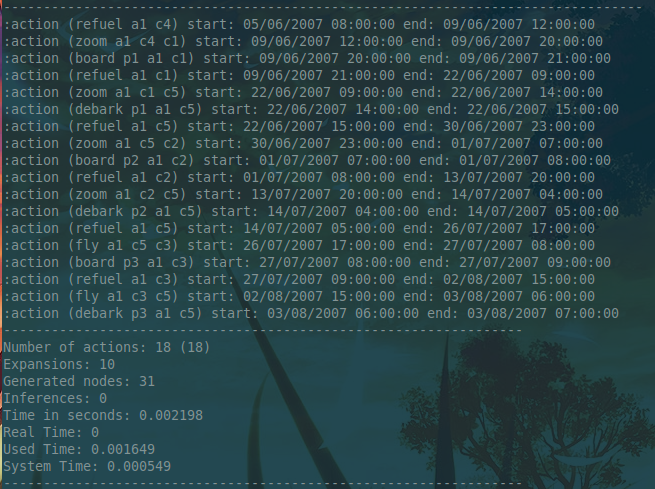 --------------------------------------------------------------------------------
:action (refuel a1 c4) start: 05/06/2007 08:00:00 end: 09/06/2007 12:00:00
:action (zoom a1 c4 c1) start: 09/06/2007 12:00:00 end: 09/06/2007 20:00:00
:action (board p1 a1 c1) start: 09/06/2007 20:00:00 end: 09/06/2007 21:00:00
:action (refuel a1 c1) start: 09/06/2007 21:00:00 end: 22/06/2007 09:00:00
:action (zoom a1 c1 c5) start: 22/06/2007 09:00:00 end: 22/06/2007 14:00:00
:action (debark p1 a1 c5) start: 22/06/2007 14:00:00 end: 22/06/2007 15:00:00
:action (refuel a1 c5) start: 22/06/2007 15:00:00 end: 30/06/2007 23:00:00
:action (zoom a1 c5 c2) start: 30/06/2007 23:00:00 end: 01/07/2007 07:00:00
:action (board p2 a1 c2) start: 01/07/2007 07:00:00 end: 01/07/2007 08:00:00
:action (refuel a1 c2) start: 01/07/2007 08:00:00 end: 13/07/2007 20:00:00
:action (zoom a1 c2 c5) start: 13/07/2007 20:00:00 end: 14/07/2007 04:00:00
:action (debark p2 a1 c5) start: 14/07/2007 04:00:00 end: 14/07/2007 05:00:00
:action (refuel a1 c5) start: 14/07/2007 05:00:00 end: 26/07/2007 17:00:00
:action (fly a1 c5 c3) start: 26/07/2007 17:00:00 end: 27/07/2007 08:00:00
:action (board p3 a1 c3) start: 27/07/2007 08:00:00 end: 27/07/2007 09:00:00
:action (refuel a1 c3) start: 27/07/2007 09:00:00 end: 02/08/2007 15:00:00
:action (fly a1 c3 c5) start: 02/08/2007 15:00:00 end: 03/08/2007 06:00:00
:action (debark p3 a1 c5) start: 03/08/2007 06:00:00 end: 03/08/2007 07:00:00
-----------------------------------------------------------------
Number of actions: 18 (18)
Expansions: 10
Generated nodes: 31
Inferences: 0
Time in seconds: 0.002198
Real Time: 0
Used Time: 0.001649
System Time: 0.000549
-----------------------------------------------------------------